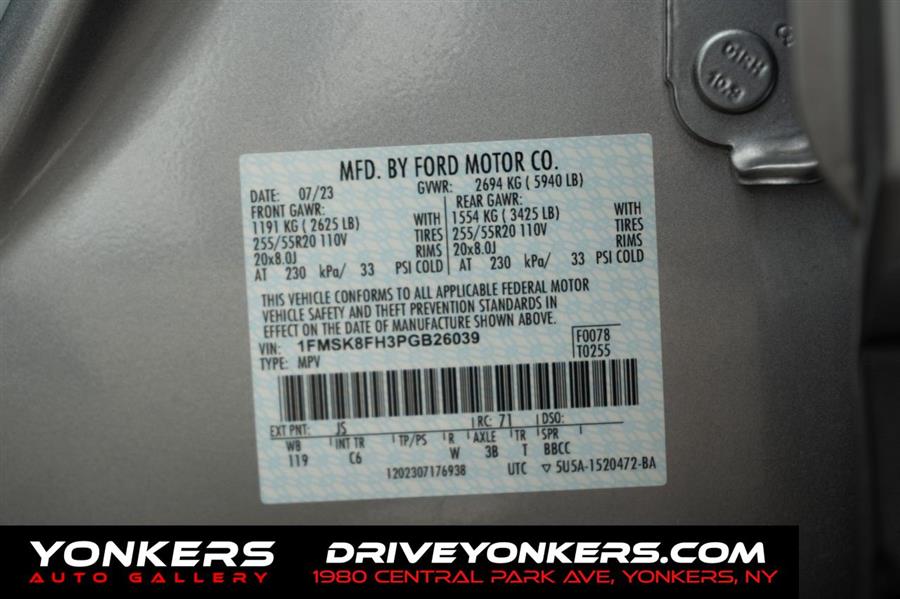 CH&H
10.9
MFD. BY FORD MOTOR CO.
DATE: 07/23 GVWR: 2694 KG ( 5940 LB)
FRONT GAWR: REAR GAWR:
1191 KG ( 2625 LB) WITH 1554 KG ( 3425 LB) WITH
255/55R20 110V TIRES 255/55R20 110V TIRES
20x8.0J RIMS 20x8.0J RIMS
AT 230 kPa/ 33 PSI COLD AT 230 kPa/ 33 PSI COLD
THIS VEHICLE CONFORMS TO ALL APPLICABLE FEDERAL MOTOR
VEHICLE SAFETY AND THEFT PREVENTION STANDARDS IN
EFFECT ON THE DATE OF MANUFACTURE SHOWN ABOVE.
VIN: 1FMSK8FH3PGB26039 F0078
TYPE: MPV T0255
EXT PNT: JS RC: 71 DSO:
WB INT TR TP/PS R AXLE TR SPR
119 C6 W 3B T BBCC
1202307176938 UTC ▽ 5U5A-1520472-BA
YONKERS
AUTO GALLERY
DRIVEYONKERS.COM
1980 CENTRAL PARK AVE, YONKERS, NY